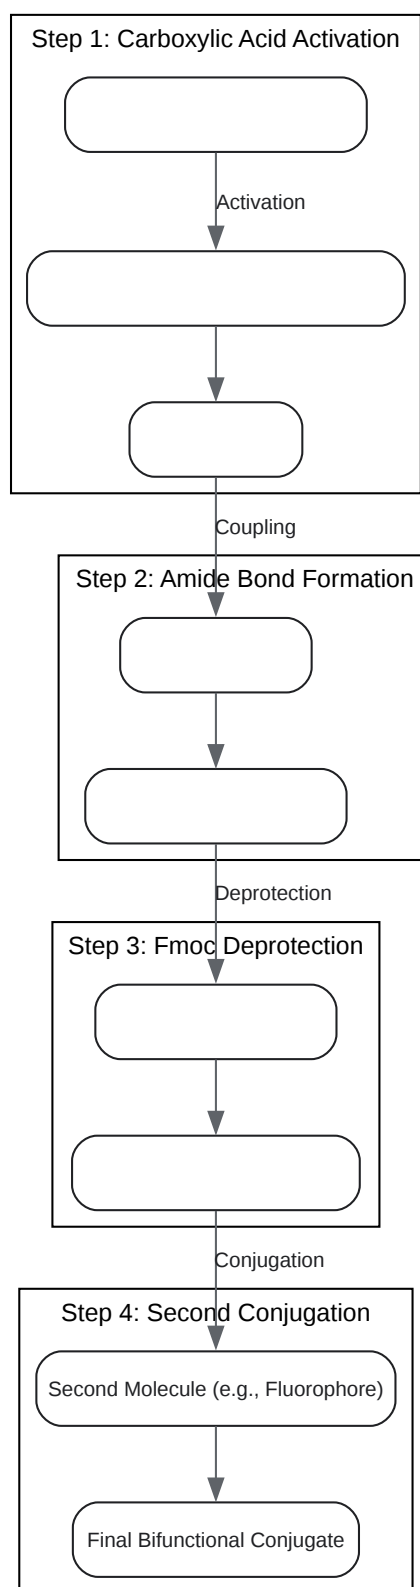 Step 1: Carboxylic Acid Activation
Activation
Coupling
Step 2: Amide Bond Formation
Deprotection
Step 3: Fmoc Deprotection
Conjugation
Step 4: Second Conjugation
Second Molecule (e.g., Fluorophore)
Final Bifunctional Conjugate